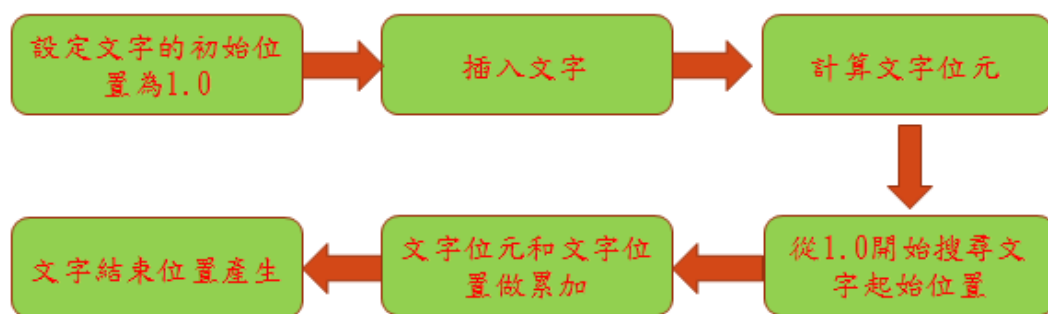 設定文字的初始位
置為1.0
插入文字
計算文字位元
從1.0開始搜尋文
字起始位置
文字位元和文字位
置做累加
文字結束位置產生